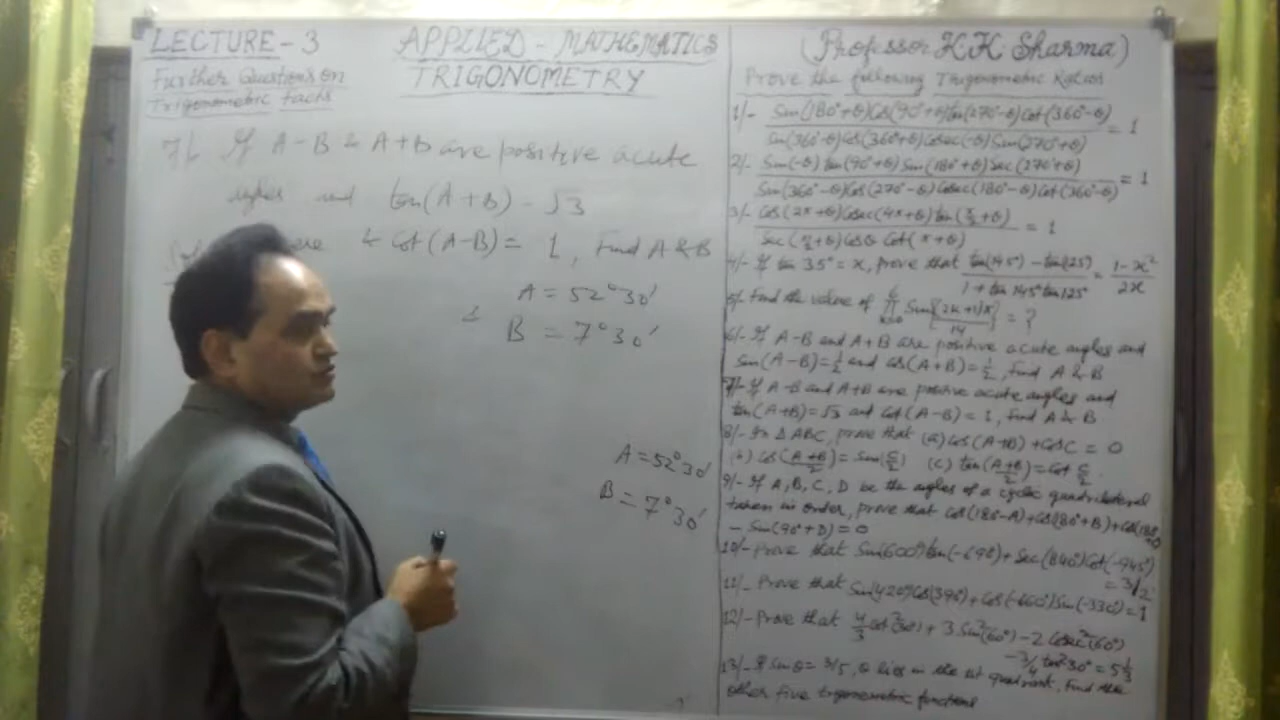 LECTURE - 3
Further Questions on
Trigonometric facts
APPLIED - MATHEMATICS
TRIGONOMETRY
7/- If A-B & A+B are positive acute
angles and tan(A+B) = √3
& Cot(A-B) = 1, Find A & B
A = 52°30'
& B = 7°30'
A = 52°30'
B = 7°30'
(Professor K.K. Sharma)
Prove the following Trigonometric Ratios
1/- Sin(180°+θ)Cos(90°+θ)tan(270°-θ)Cot(360°-θ) / Sin(360°-θ)Cos(360°+θ)Cosec(-θ)Sin(270°+θ) = 1
2/- Sin(-θ)tan(90°+θ)Sin(180°+θ)Sec(270°+θ) / Sin(360°-θ)Cos(270°-θ)Cosec(180°-θ)Cot(360°-θ) = 1
3/- Cos(2π+θ)Cosec(4π+θ)tan(π/2+θ) / Sec(π/2+θ)Cosθ Cot(π+θ) = 1
4/- If tan 35° = x, prove that tan(145°) - tan(125°) / 1 + tan 145° tan 125° = 1-x² / 2x
5/- Find the value of Sin[(2k+1)π / 14] = ?
6/- If A-B and A+B are positive acute angles and
Sin(A-B) = 1/2 and cos(A+B) = 1/2, Find A & B
7/- If A-B and A+B are positive acute angles and
tan(A+B) = √3 and Cot(A-B) = 1, Find A & B.
8/- In Δ ABC, prove that (a) Cos(A+B) + Cos C = 0
(b) Cos(A+B/2) = Sin(C/2) (c) tan(A+B/2) = Cot C/2.
9/- If A, B, C, D be the angles of a cyclic quadrilateral
taken in order, prove that Cos(180-A) + Cos(180°+B) + Cos(180°+C)
- Sin(90°+D) = 0
10/- Prove that Sin(600°)tan(-690°) + Sec(840°)Cot(-945°)
= 3/2
11/- Prove that Sin(420°)Cos(390°) + Cos(-660°)Sin(-330°) = 1
12/- Prove that 4/3 Cot²(30°) + 3 Sin²(60°) - 2 Cosec²(60°)
- 3/4 tan²30° = 5 1/3
13/- If Sinθ = 3/5, θ lies in the 1st quadrant, Find the
other five trigonometric functions